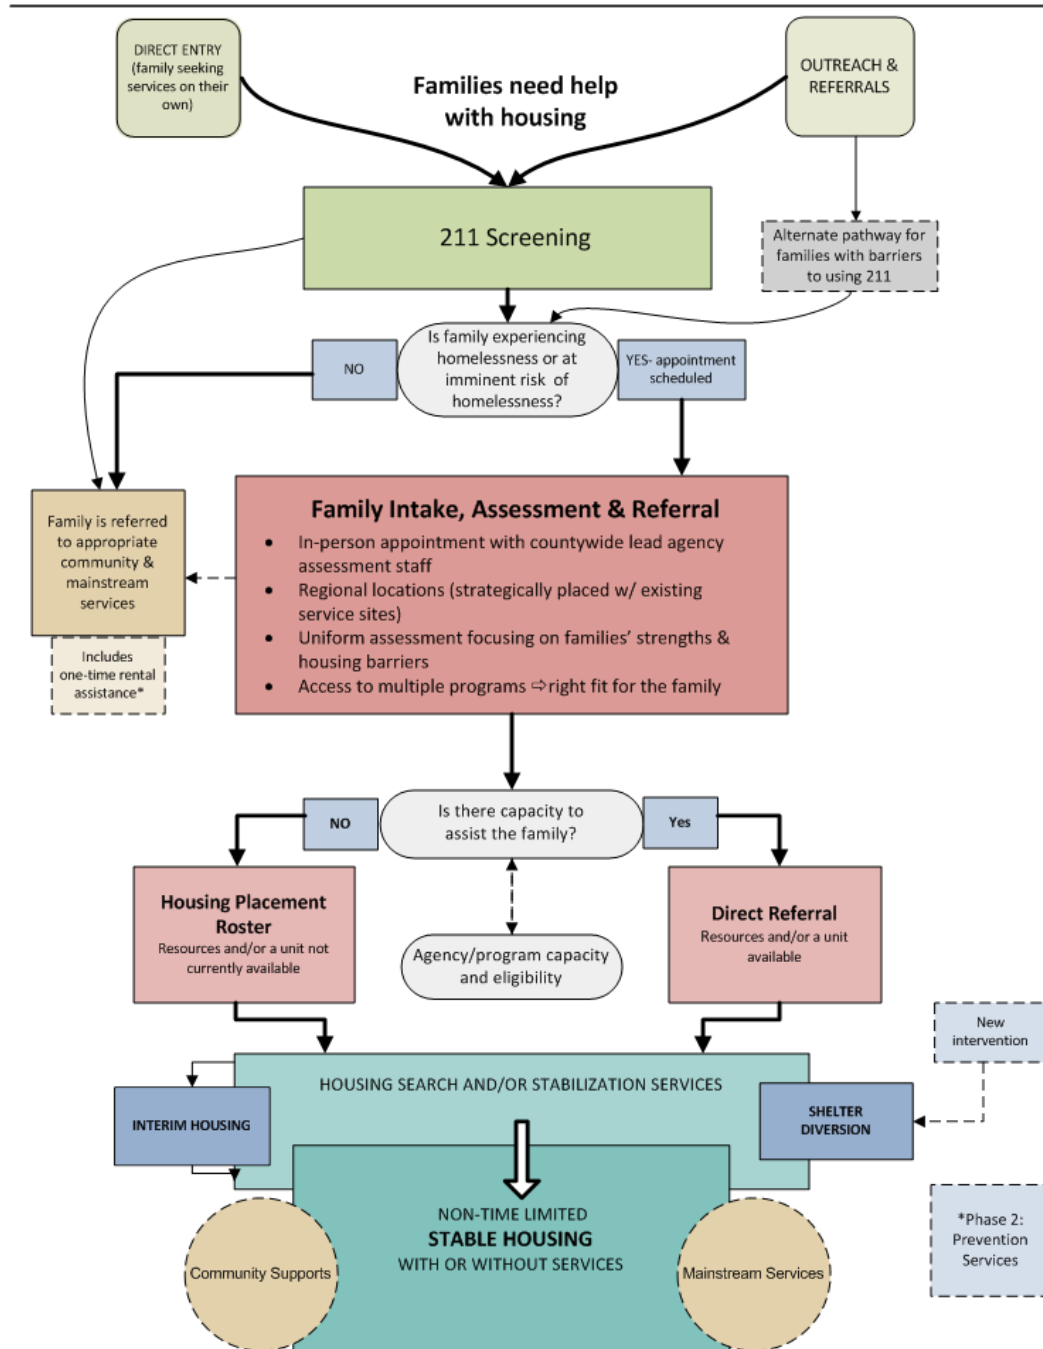 DIRECT ENTRY
(family seeking
services on their
own)
Families need help
with housing
OUTREACH &
REFERRALS
211 Screening
Alternate pathway for
families with barriers
to using 211
Is family experiencing
homelessness or at
imminent risk of
homelessness?
NO
YES- appointment
scheduled
Family is referred
to appropriate
community &
mainstream
services
Includes
one-time rental
assistance*
Family Intake, Assessment & Referral
• In-person appointment with countywide lead agency
assessment staff
• Regional locations (strategically placed w/ existing
service sites)
• Uniform assessment focusing on families' strengths &
housing barriers
• Access to multiple programs ⇨right fit for the family
Is there capacity to
assist the family?
NO
Yes
Housing Placement
Roster
Resources and/or a unit not
currently available
Agency/program capacity
and eligibility
Direct Referral
Resources and/or a unit
available
New
intervention
HOUSING SEARCH AND/OR STABILIZATION SERVICES
INTERIM HOUSING
SHELTER
DIVERSION
NON-TIME LIMITED
STABLE HOUSING
WITH OR WITHOUT SERVICES
Community Supports
Mainstream Services
*Phase 2:
Prevention
Services